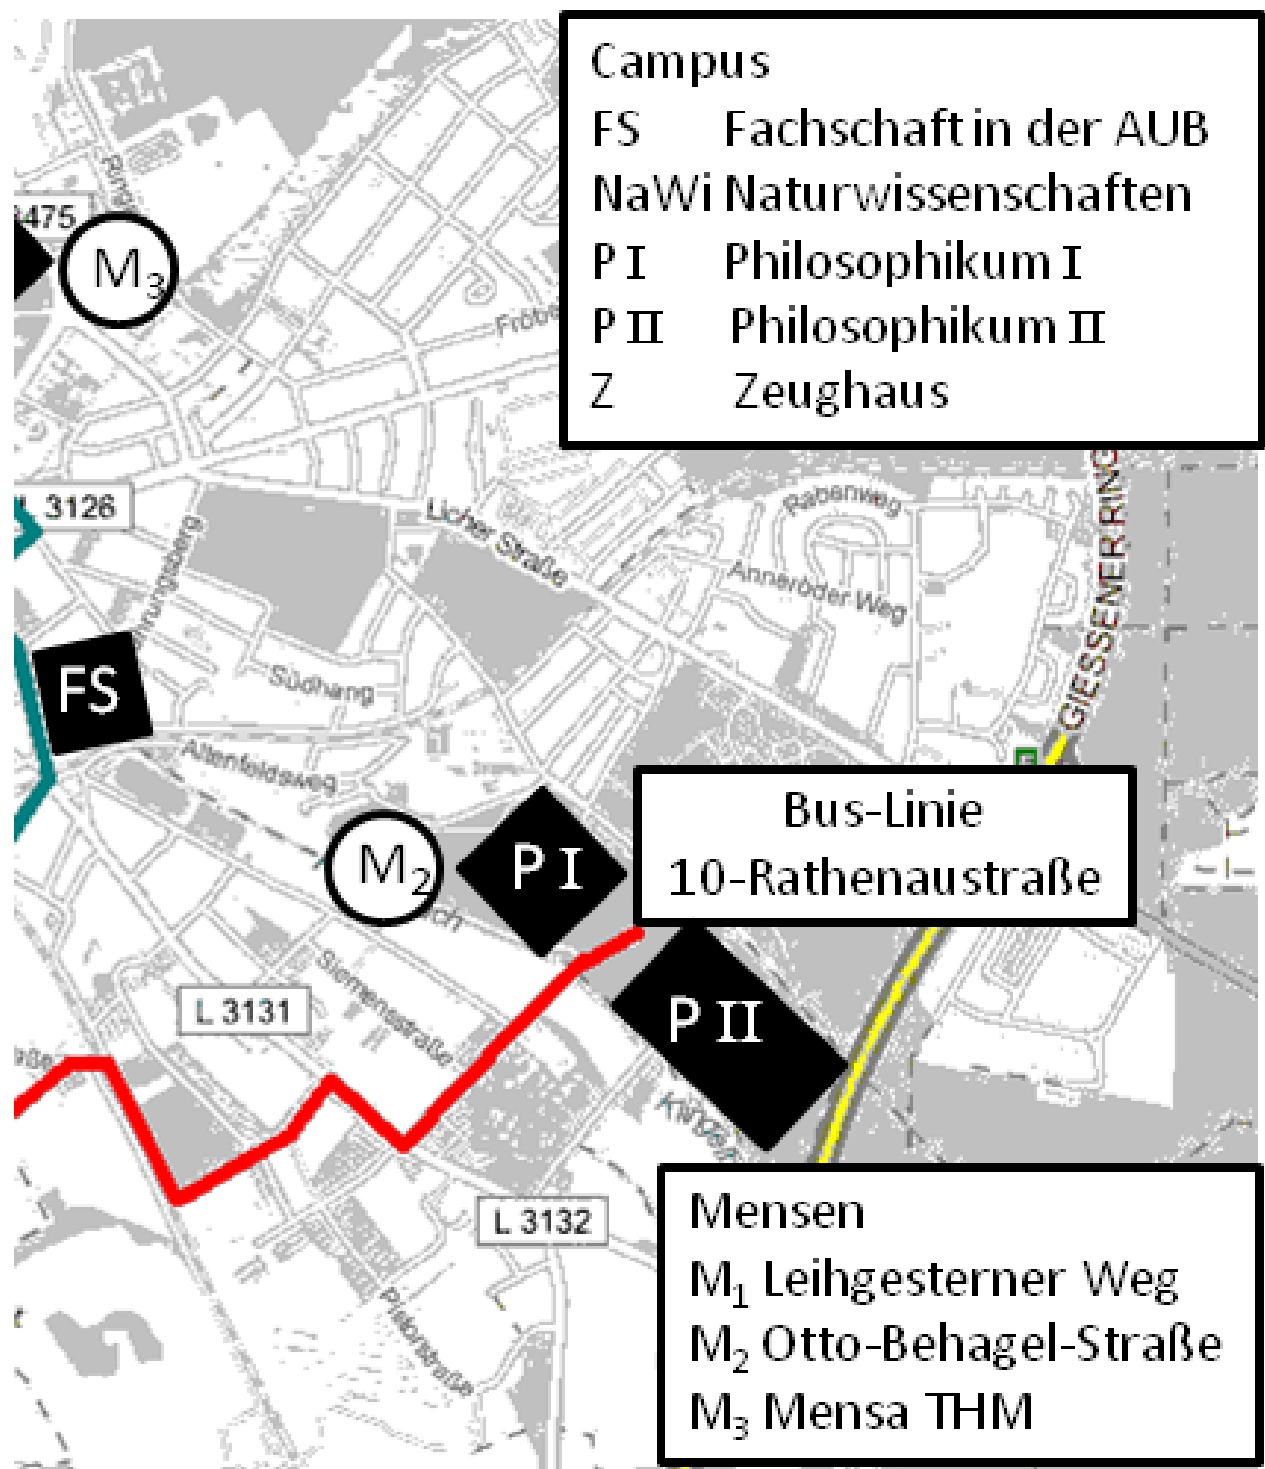 Campus
FS Fachschaft in der AUB
NaWi Naturwissenschaften
P I Philosophikum I
P II Philosophikum II
Z Zeughaus
M3
L 3126
Licher Straße
Rabenweg
Anneröder Weg
GIESSENER RING
FS
Südhang
Altenfeldsweg
Bus-Linie
10-Rathenaustraße
M2
P I
Siemensstraße
L 3131
P II
L 3132
Pistorstraße
Mensen
M1 Leihgesterner Weg
M2 Otto-Behagel-Straße
M3 Mensa THM